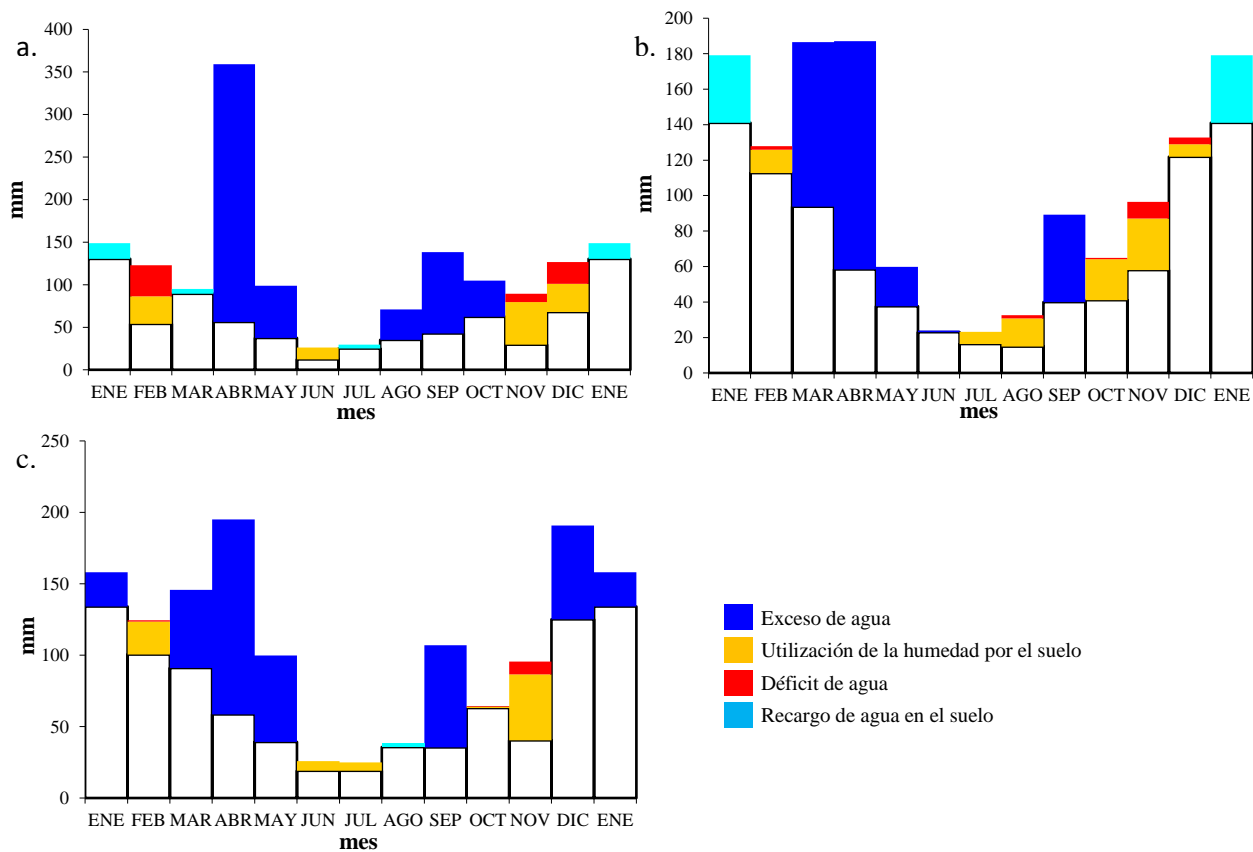 a.
400
350
300
250
200
150
100
50
0
mm
ENE FEB MAR ABR MAY JUN JUL AGO SEP OCT NOV DIC ENE
mes
b.
200
180
160
140
120
100
80
60
40
20
0
mm
ENE FEB MAR ABR MAY JUN JUL AGO SEP OCT NOV DIC ENE
mes
c.
250
200
150
100
50
0
mm
ENE FEB MAR ABR MAY JUN JUL AGO SEP OCT NOV DIC ENE
mes
Exceso de agua
Utilización de la humedad por el suelo
Déficit de agua
Recargo de agua en el suelo